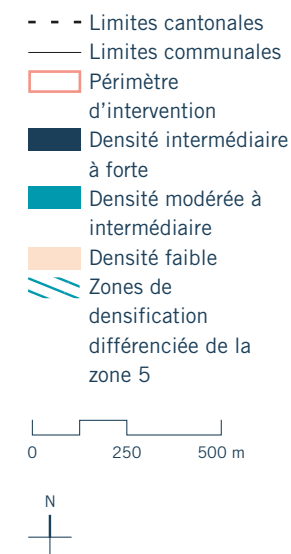 Limites cantonales
Limites communales
Périmètre
d’intervention
Densité intermédiaire
à forte
Densité modérée à
intermédiaire
Densité faible
Zones de
densification
différenciée de la
zone 5
0 250 500 m
N